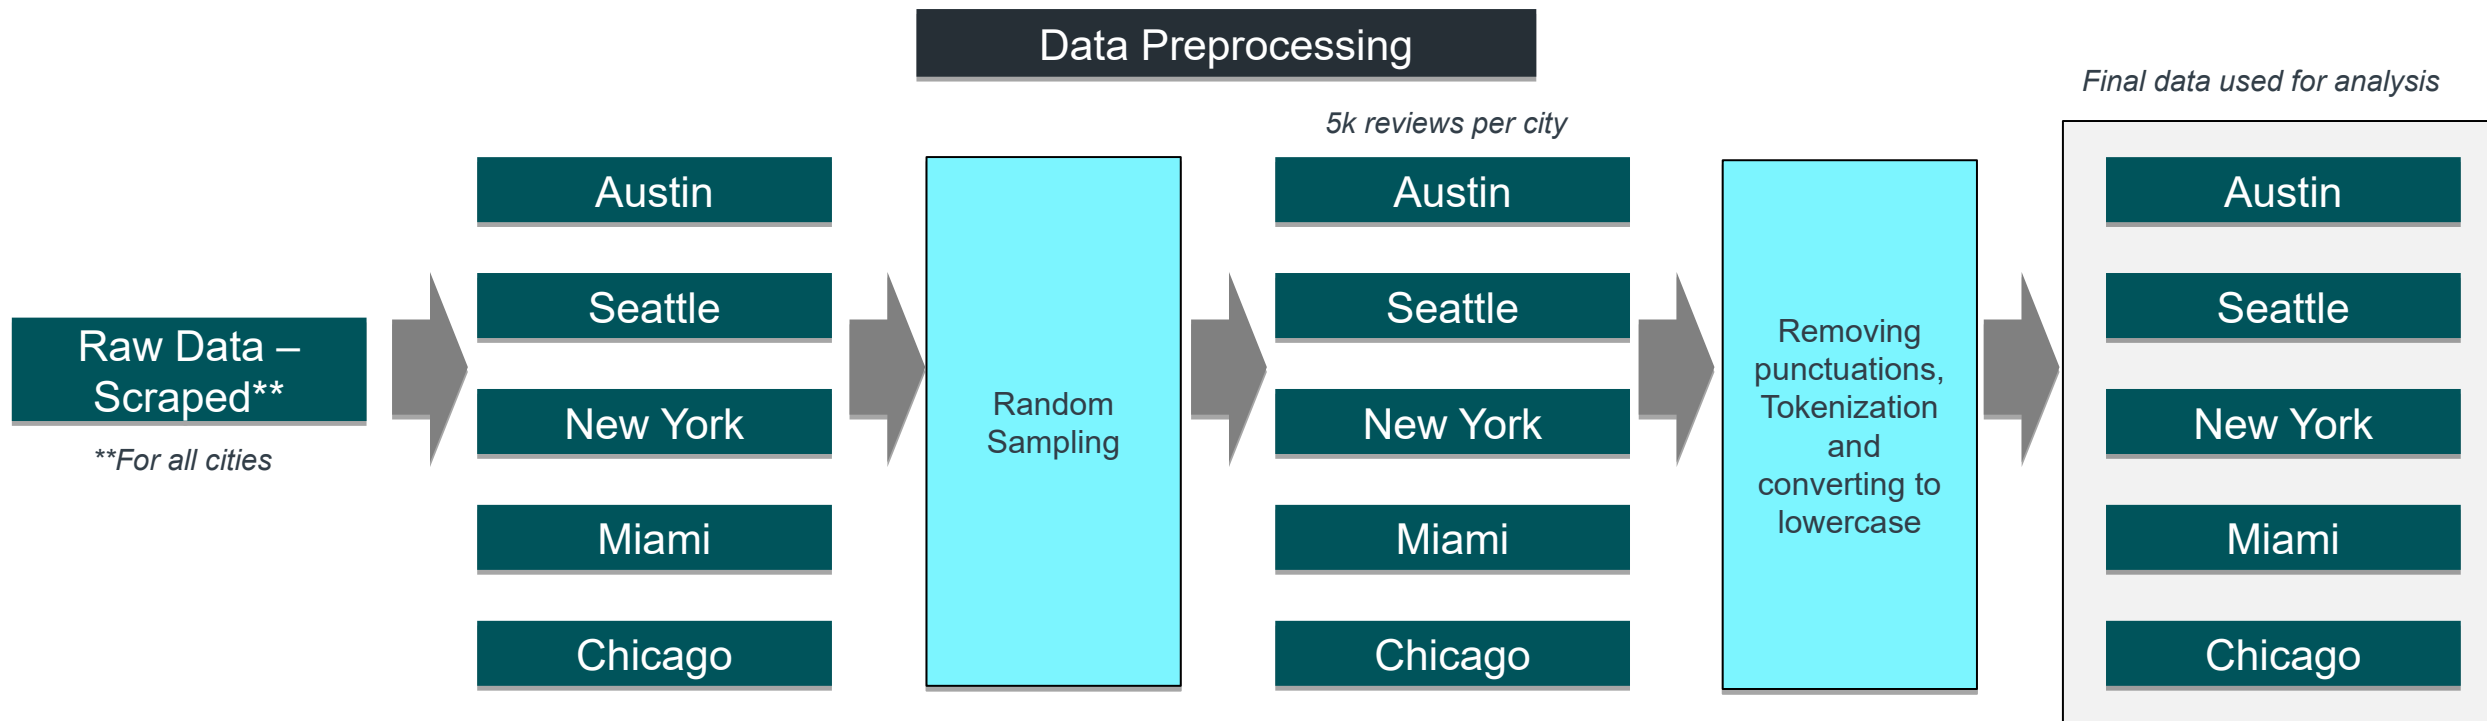 Data Preprocessing
Raw Data –
Scraped**
**For all cities
Austin
Seattle
New York
Miami
Chicago
Random
Sampling
5k reviews per city
Austin
Seattle
New York
Miami
Chicago
Removing
punctuations,
Tokenization
and
converting to
lowercase
Final data used for analysis
Austin
Seattle
New York
Miami
Chicago